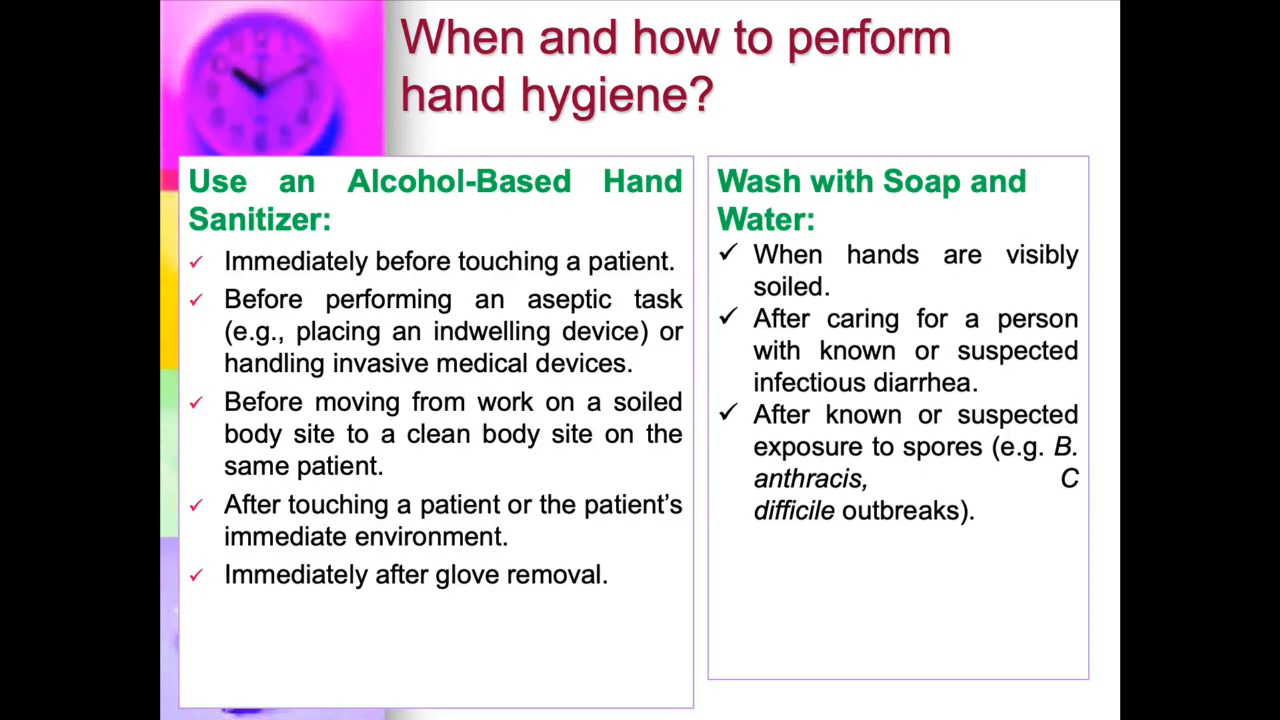 When and how to perform
hand hygiene?
Use an Alcohol-Based Hand
Sanitizer:
✓ Immediately before touching a patient.
✓ Before performing an aseptic task
(e.g., placing an indwelling device) or
handling invasive medical devices.
✓ Before moving from work on a soiled
body site to a clean body site on the
same patient.
✓ After touching a patient or the patient's
immediate environment.
✓ Immediately after glove removal.
Wash with Soap and
Water:
✓ When hands are visibly
soiled.
✓ After caring for a person
with known or suspected
infectious diarrhea.
✓ After known or suspected
exposure to spores (e.g. B.
anthracis, C
difficile outbreaks).